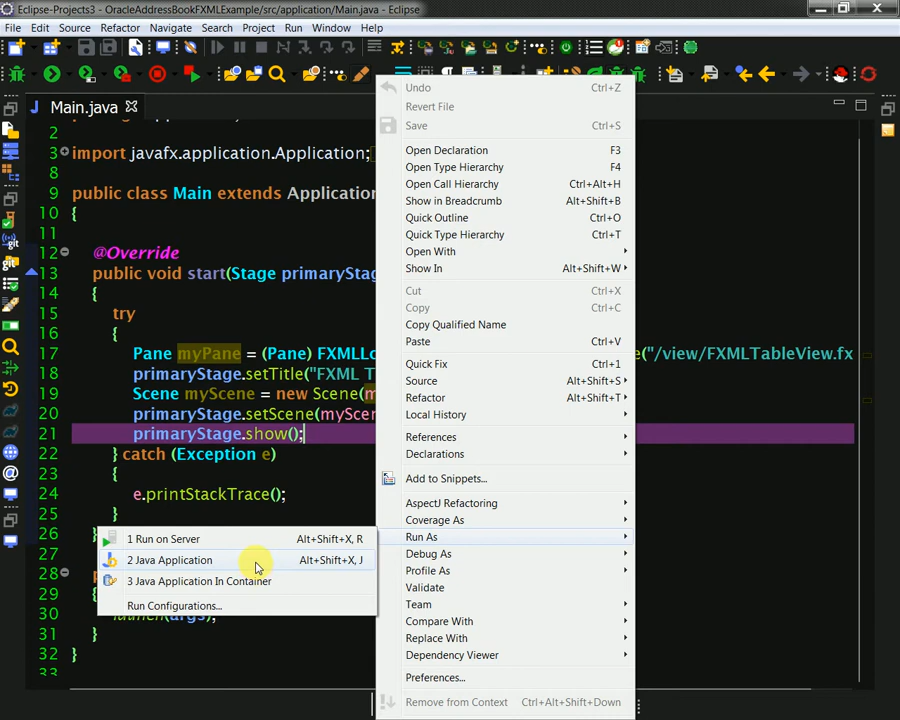 Eclipse-Projects3 - OracleAddressBookFXMLExample/src/application/Main.java - Eclipse
File Edit Source Refactor Navigate Search Project Run Window Help
Main.java
2
3 import javafx.application.Application;
9 public class Main extends Application
10 {
11
12 @Override
13 public void start(Stage primaryStag
14 {
15 try
16 {
17 Pane myPane = (Pane) FXMLLo e("/view/FXMLTableView.fx
18 primaryStage.setTitle("FXML T
19 Scene myScene = new Scene(m
20 primaryStage.setScene(myScen
21 primaryStage.show();
22 } catch (Exception e)
23 {
24 e.printStackTrace();
25 }
26
28
29
30 launch(args);
31 }
32 }
33
Undo Ctrl+Z
Revert File
Save Ctrl+S
Open Declaration F3
Open Type Hierarchy F4
Open Call Hierarchy Ctrl+Alt+H
Show in Breadcrumb Alt+Shift+B
Quick Outline Ctrl+O
Quick Type Hierarchy Ctrl+T
Open With
Show In Alt+Shift+W
Cut Ctrl+X
Copy Ctrl+C
Copy Qualified Name
Paste Ctrl+V
Quick Fix Ctrl+1
Source Alt+Shift+S
Refactor Alt+Shift+T
Local History
References
Declarations
Add to Snippets...
AspectJ Refactoring
Coverage As
Run As
Debug As
Profile As
Validate
Team
Compare With
Replace With
Dependency Viewer
Preferences...
Remove from Context Ctrl+Alt+Shift+Down
1 Run on Server Alt+Shift+X, R
2 Java Application Alt+Shift+X, J
3 Java Application In Container
Run Configurations...